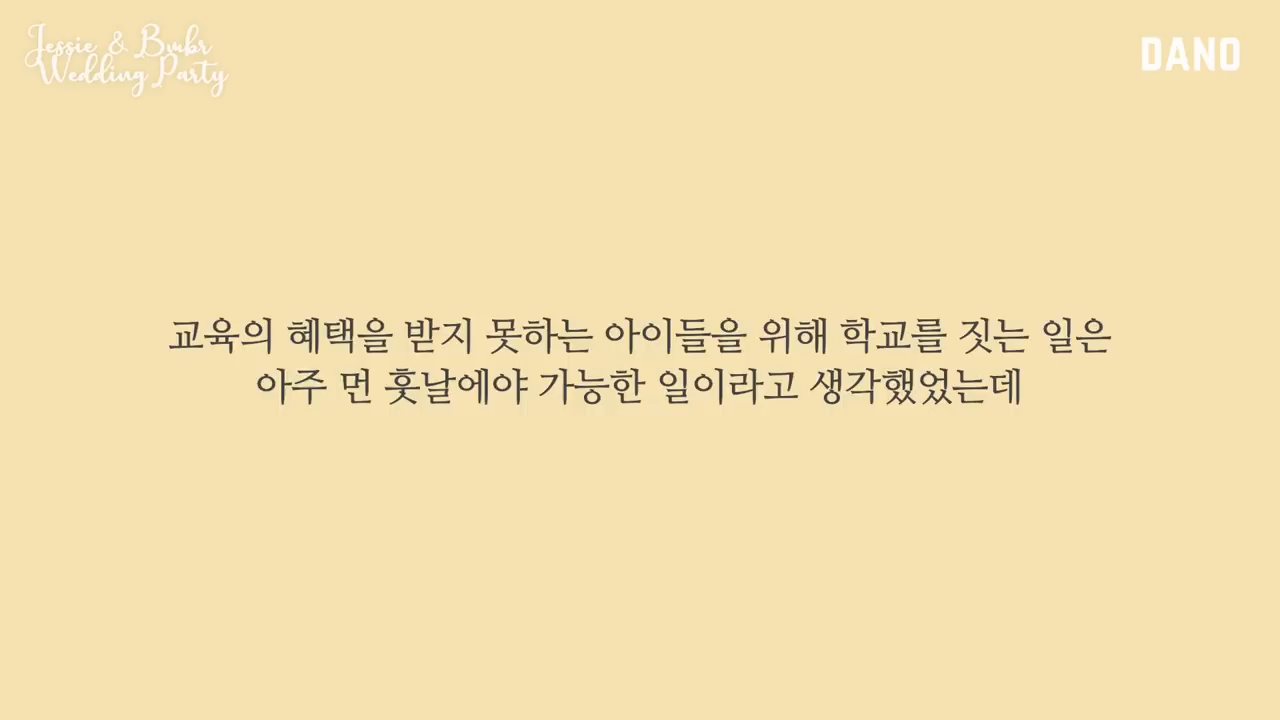 Jessie & Bmbr
Wedding Party
DANO
교육의 혜택을 받지 못하는 아이들을 위해 학교를 짓는 일은
아주 먼 훗날에야 가능한 일이라고 생각했었는데